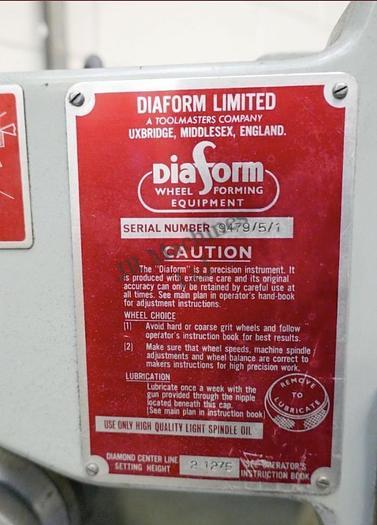 DIAFORM LIMITED
A TOOLMASTERS COMPANY
UXBRIDGE, MIDDLESEX, ENGLAND.
Diaform
WHEEL FORMING
EQUIPMENT
SERIAL NUMBER 9479/5/1
CAUTION
The "Diaform" is a precision instrument. It
is produced with extreme care and its original
accuracy can only be retained by careful use at
all times. See main plan in operator's hand-book
for adjustment instructions.
WHEEL CHOICE
(1) Avoid hard or coarse grit wheels and follow
operator's instruction book for best results.
(2) Make sure that wheel speeds, machine spindle
adjustments and wheel balance are correct to
makers instructions for high precision work.
LUBRICATION
Lubricate once a week with the
gun provided through the nipple
located beneath this cap.
(See main plan in instruction book)
REMOVE
TO
LUBRICATE
USE ONLY HIGH QUALITY LIGHT SPINDLE OIL
DIAMOND CENTER LINE
SETTING HEIGHT 2.1275 SEE OPERATOR'S
INSTRUCTION BOOK
Machines